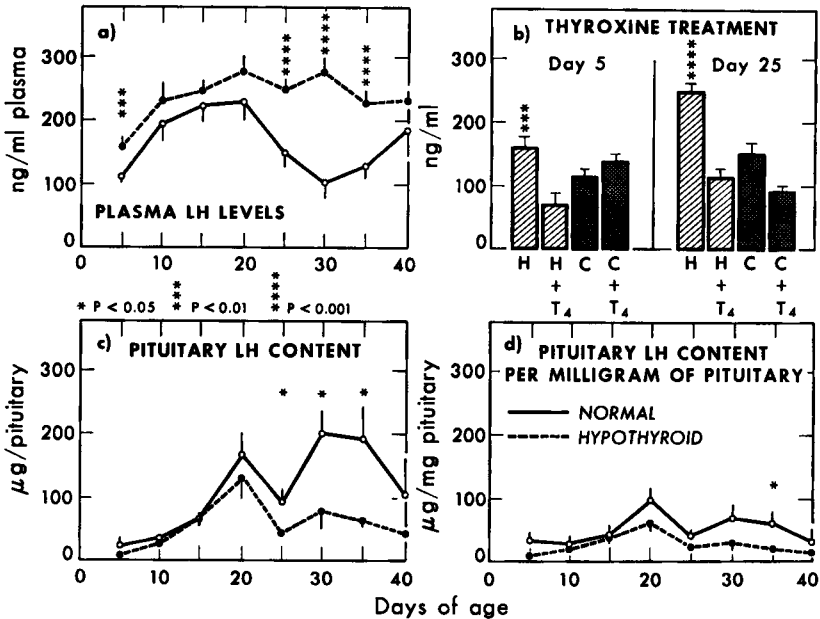 a)
300
200
100
0
ng/ml plasma
****
****
****
***
PLASMA LH LEVELS
0 10 20 30 40
b) THYROXINE TREATMENT
Day 5 Day 25
300
200
100
0
ng/ml
***
****
H H + T4 C C + T4 H H + T4 C C + T4
* P < 0.05 *** P < 0.01 **** P < 0.001
c) PITUITARY LH CONTENT
300
200
100
0
µg/pituitary
* * *
0 10 20 30 40
d) PITUITARY LH CONTENT
PER MILLIGRAM OF PITUITARY
NORMAL
HYPOTHYROID
300
200
100
0
µg/mg pituitary
*
0 10 20 30 40
Days of age